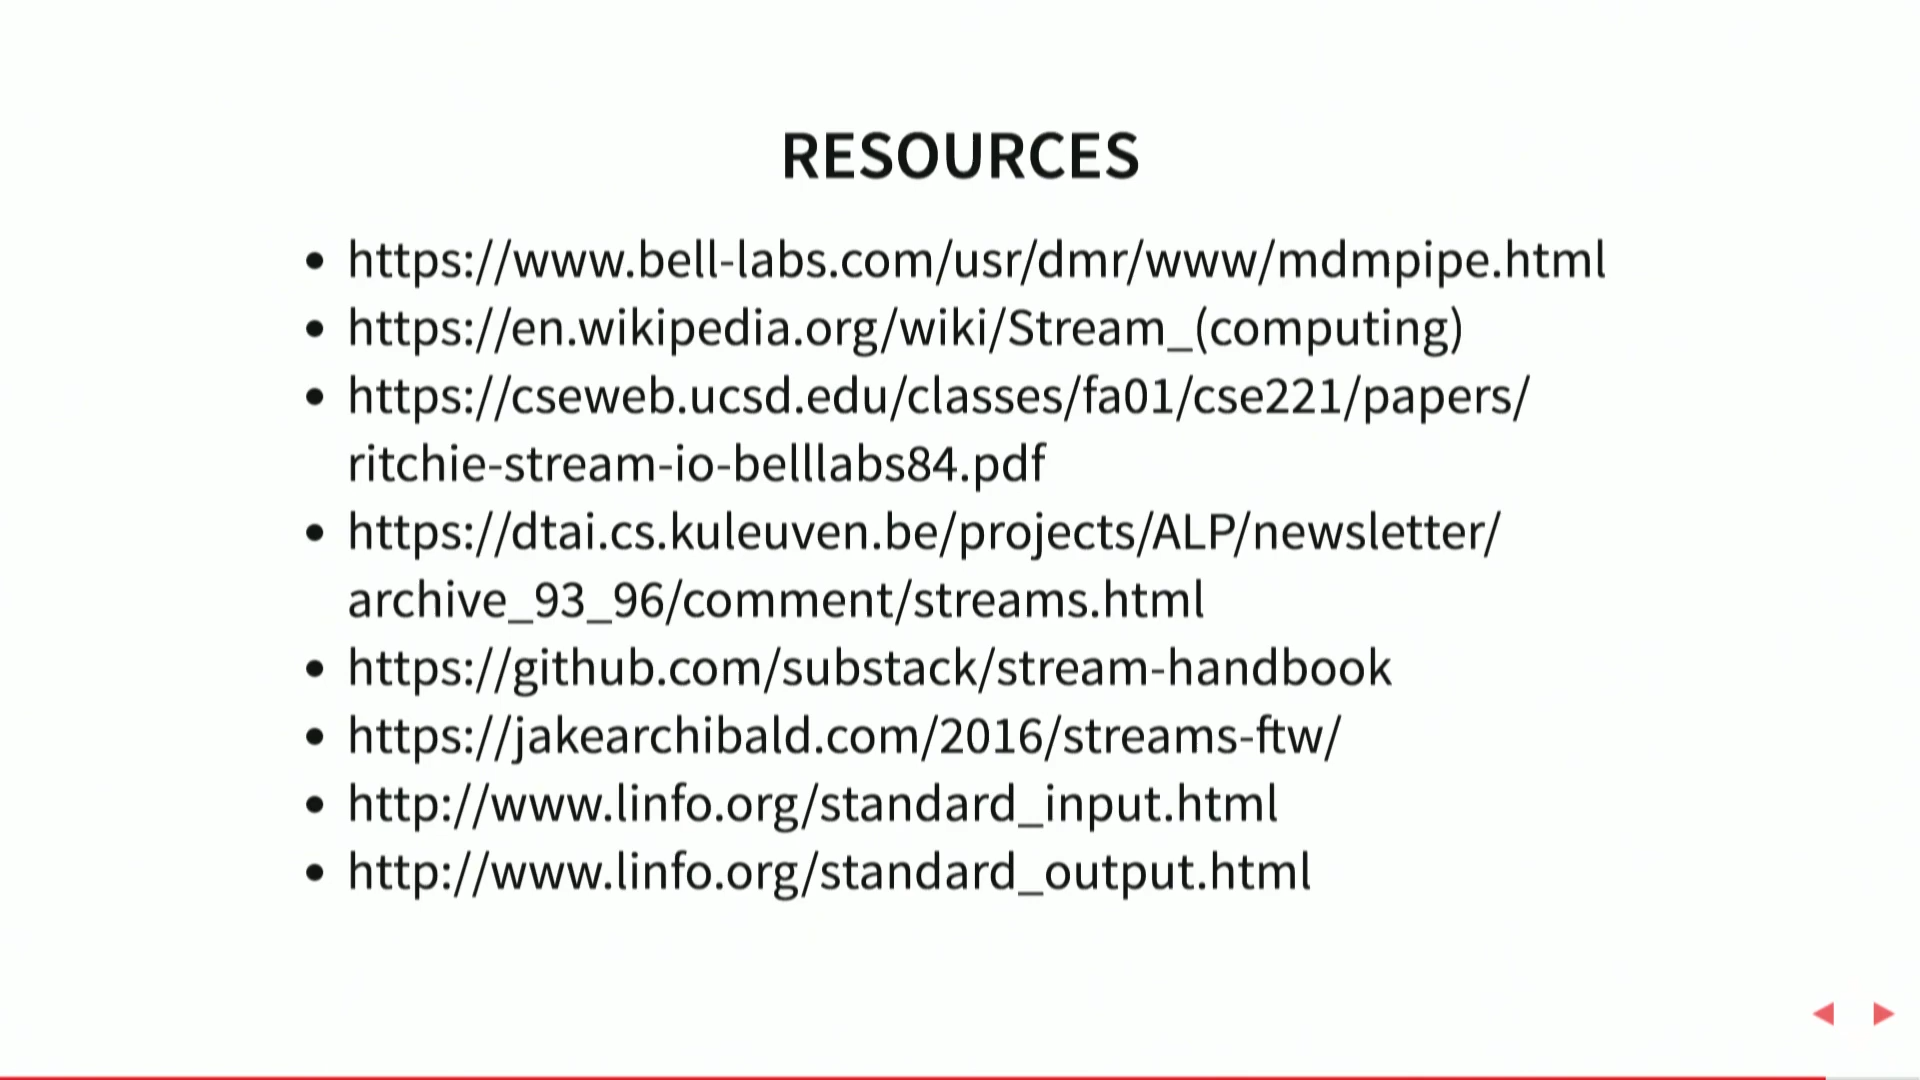 RESOURCES
• https://www.bell-labs.com/usr/dmr/www/mdmpipe.html
• https://en.wikipedia.org/wiki/Stream_(computing)
• https://cseweb.ucsd.edu/classes/fa01/cse221/papers/
ritchie-stream-io-belllabs84.pdf
• https://dtai.cs.kuleuven.be/projects/ALP/newsletter/
archive_93_96/comment/streams.html
• https://github.com/substack/stream-handbook
• https://jakearchibald.com/2016/streams-ftw/
• http://www.linfo.org/standard_input.html
• http://www.linfo.org/standard_output.html